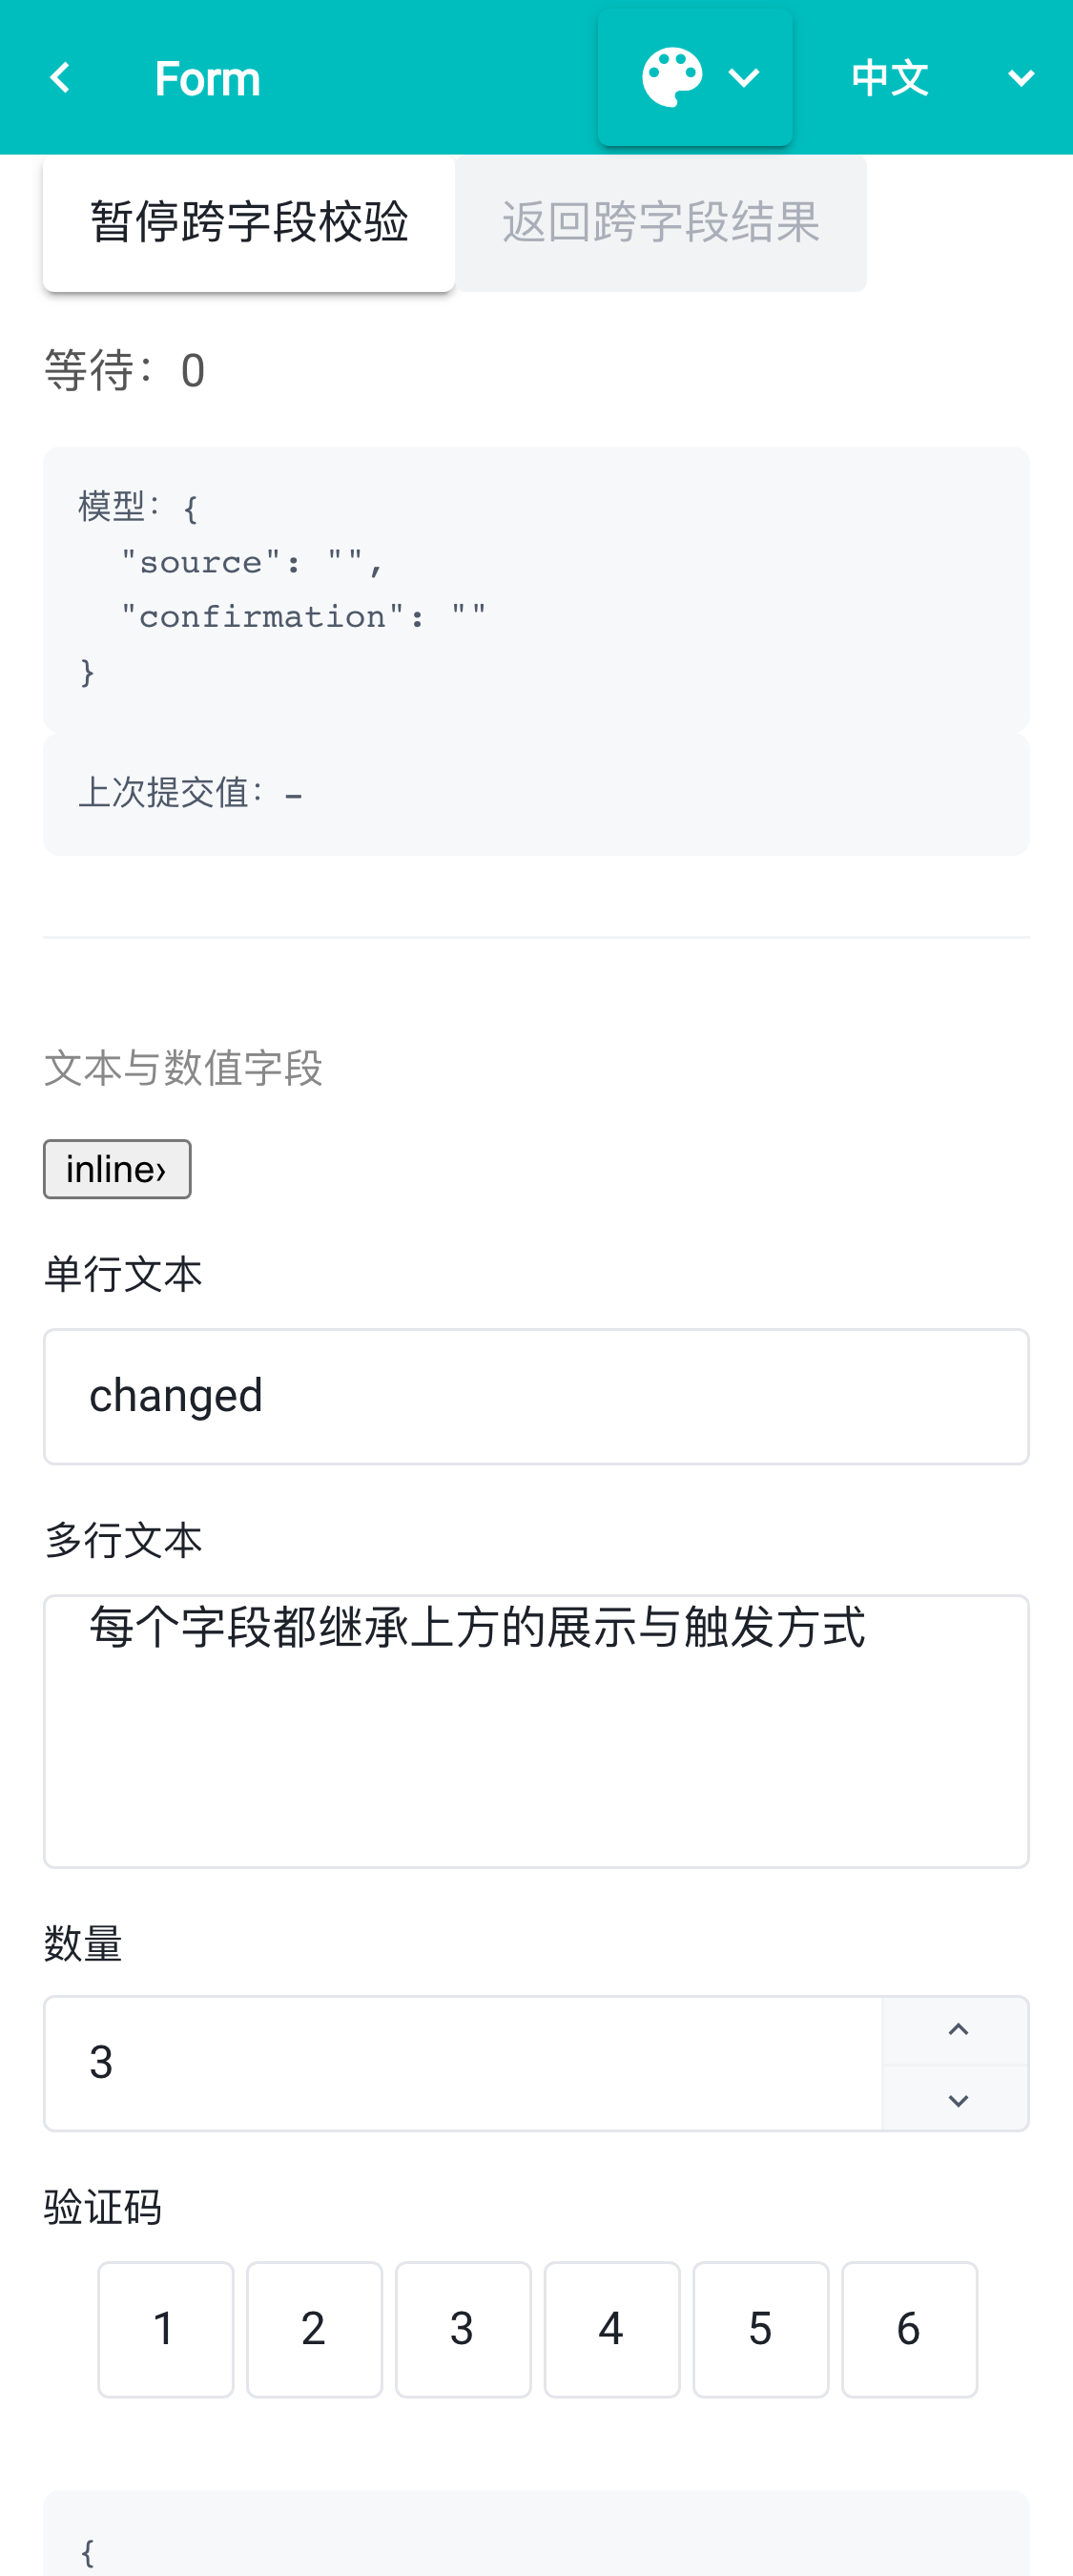 Form
中文
暂停跨字段校验
返回跨字段结果
等待：0
模型：{
"source": "",
"confirmation": ""
}
上次提交值：-
文本与数值字段
inline›
单行文本
changed
多行文本
每个字段都继承上方的展示与触发方式
数量
3
验证码
1 2 3 4 5 6
{